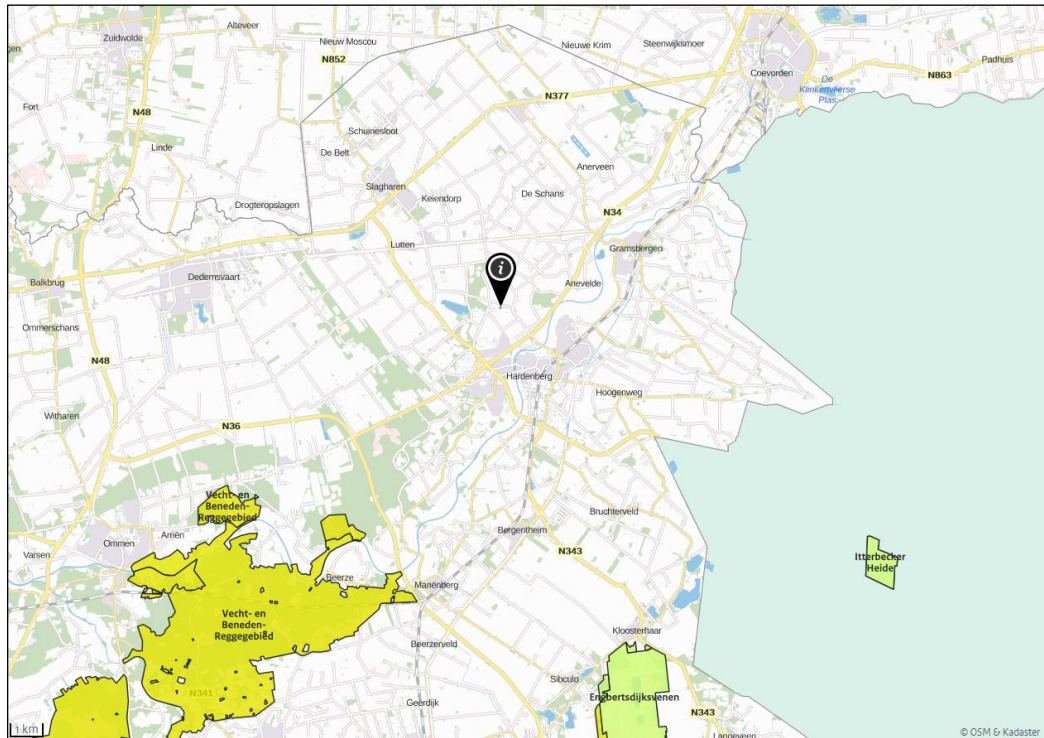 Alteveer
Zuidwolde
Nieuw Moscou
Nieuwe Krim
Steenwijksmoer
N852
Coevorden
N863
Padhuis
De
Klinkenvlierse
Plas
N377
Fort
N48
Schuinesloot
Linde
De Belt
Anerveen
Slagharen
Keiendorp
De Schans
Drogteropslagen
N34
Lutten
Gramsbergen
Balkbrug
Dedemsvaart
i
Anevelde
Ommerschans
N48
Hardenberg
Hoogenweg
Witharen
N36
Vecht- en
Beneden-
Reggegebied
Bruchterveld
Varsen
Ommen
Arriën
Bergentheim
N343
Itterbecker
Heide
Beerze
Mariënberg
Vecht- en
Beneden-
Reggegebied
Kloosterhaar
Beerzerveld
Sibculo
N341
Engbertsdijksvenen
Geerdijk
N343
1 km
Langeveen
© OSM & Kadaster